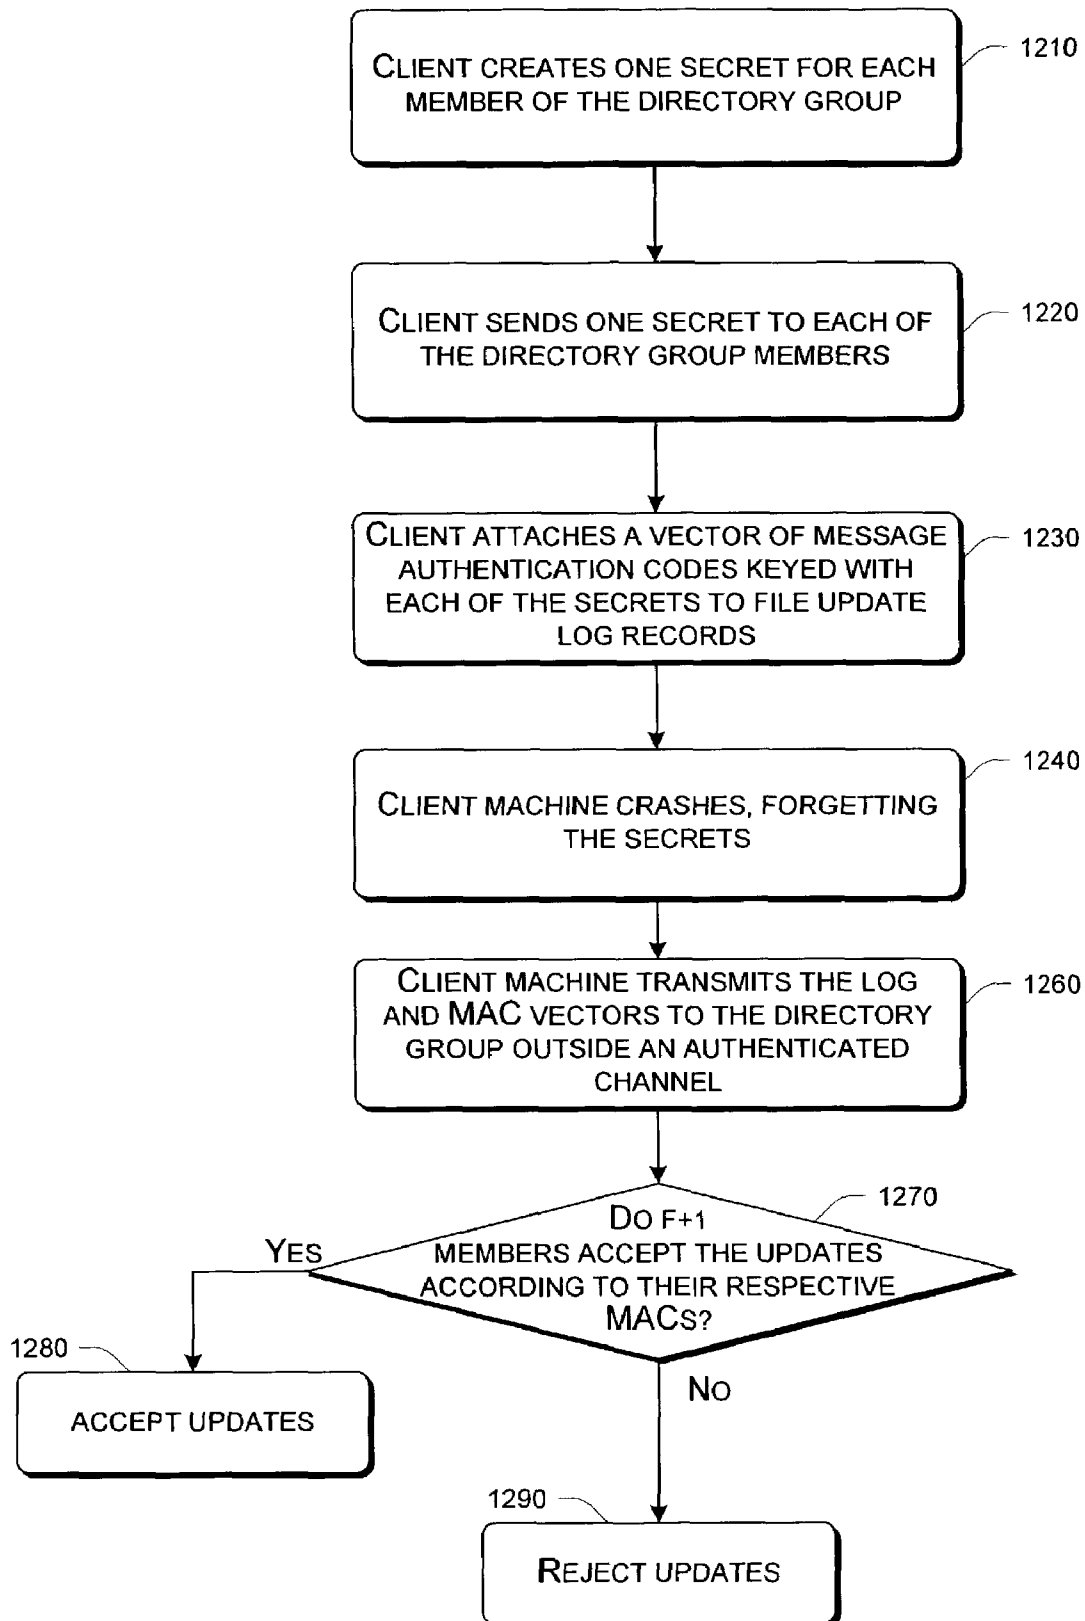 CLIENT CREATES ONE SECRET FOR EACH
MEMBER OF THE DIRECTORY GROUP
1210
CLIENT SENDS ONE SECRET TO EACH OF
THE DIRECTORY GROUP MEMBERS
1220
CLIENT ATTACHES A VECTOR OF MESSAGE
AUTHENTICATION CODES KEYED WITH
EACH OF THE SECRETS TO FILE UPDATE
LOG RECORDS
1230
CLIENT MACHINE CRASHES, FORGETTING
THE SECRETS
1240
CLIENT MACHINE TRANSMITS THE LOG
AND MAC VECTORS TO THE DIRECTORY
GROUP OUTSIDE AN AUTHENTICATED
CHANNEL
1260
DO F+1
MEMBERS ACCEPT THE UPDATES
ACCORDING TO THEIR RESPECTIVE
MACS?
1270
YES
NO
1280
ACCEPT UPDATES
1290
REJECT UPDATES